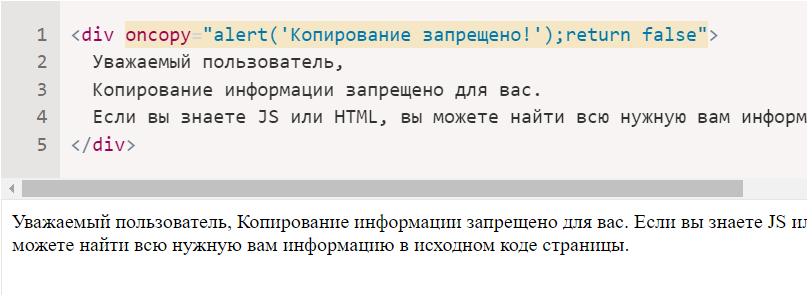 1 <div oncopy="alert('Копирование запрещено!');return false">
2 Уважаемый пользователь,
3 Копирование информации запрещено для вас.
4 Если вы знаете JS или HTML, вы можете найти всю нужную вам информ
5 </div>
Уважаемый пользователь, Копирование информации запрещено для вас. Если вы знаете JS ил
можете найти всю нужную вам информацию в исходном коде страницы.